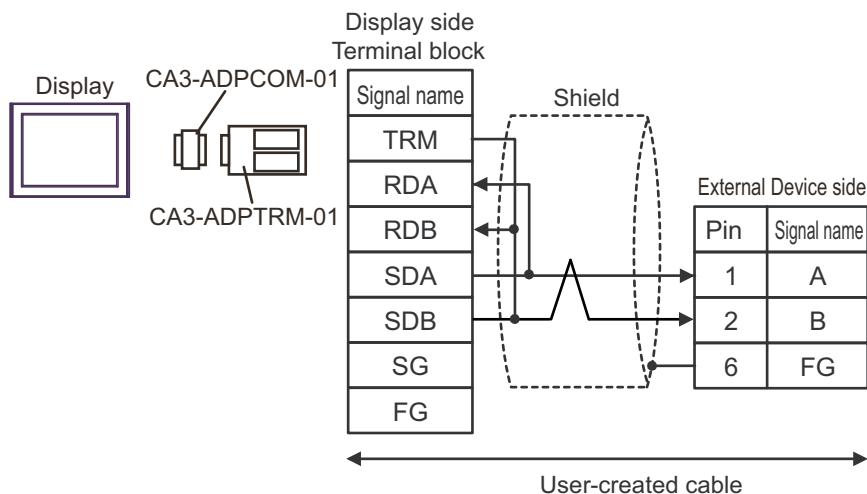 Display side
Terminal block
Display
CA3-ADPCOM-01
CA3-ADPTRM-01
Signal name
TRM
RDA
RDB
SDA
SDB
SG
FG
Shield
External Device side
Pin Signal name
1 A
2 B
6 FG
User-created cable